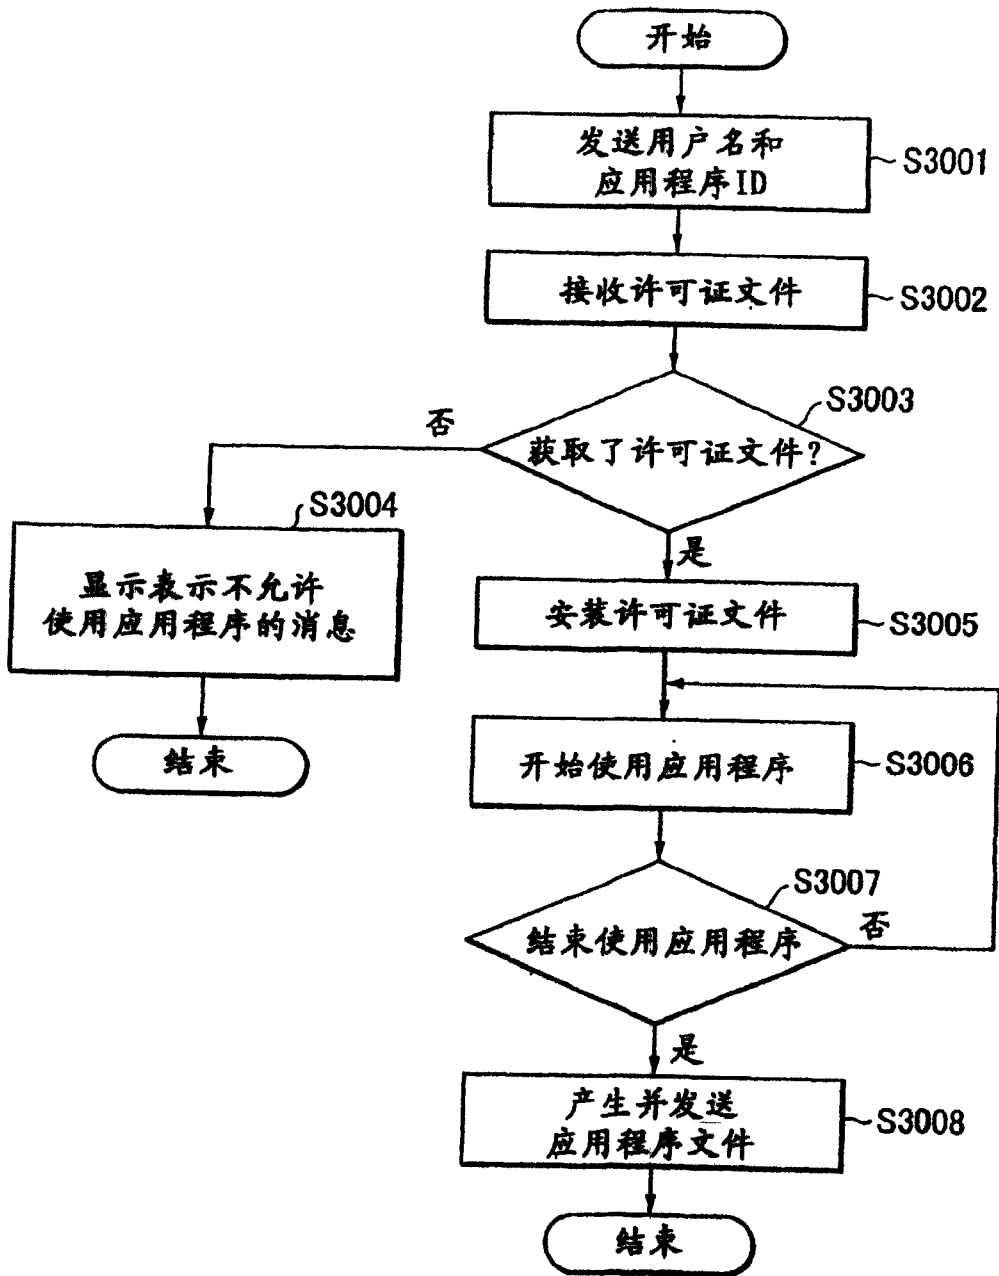 开始
发送用户名和
应用程序ID
S3001
接收许可证文件
S3002
S3003
否
获取了许可证文件?
S3004
是
显示表示不允许
使用应用程序的消息
安装许可证文件
S3005
结束
开始使用应用程序
S3006
S3007
结束使用应用程序
否
是
产生并发送
应用程序文件
S3008
结束